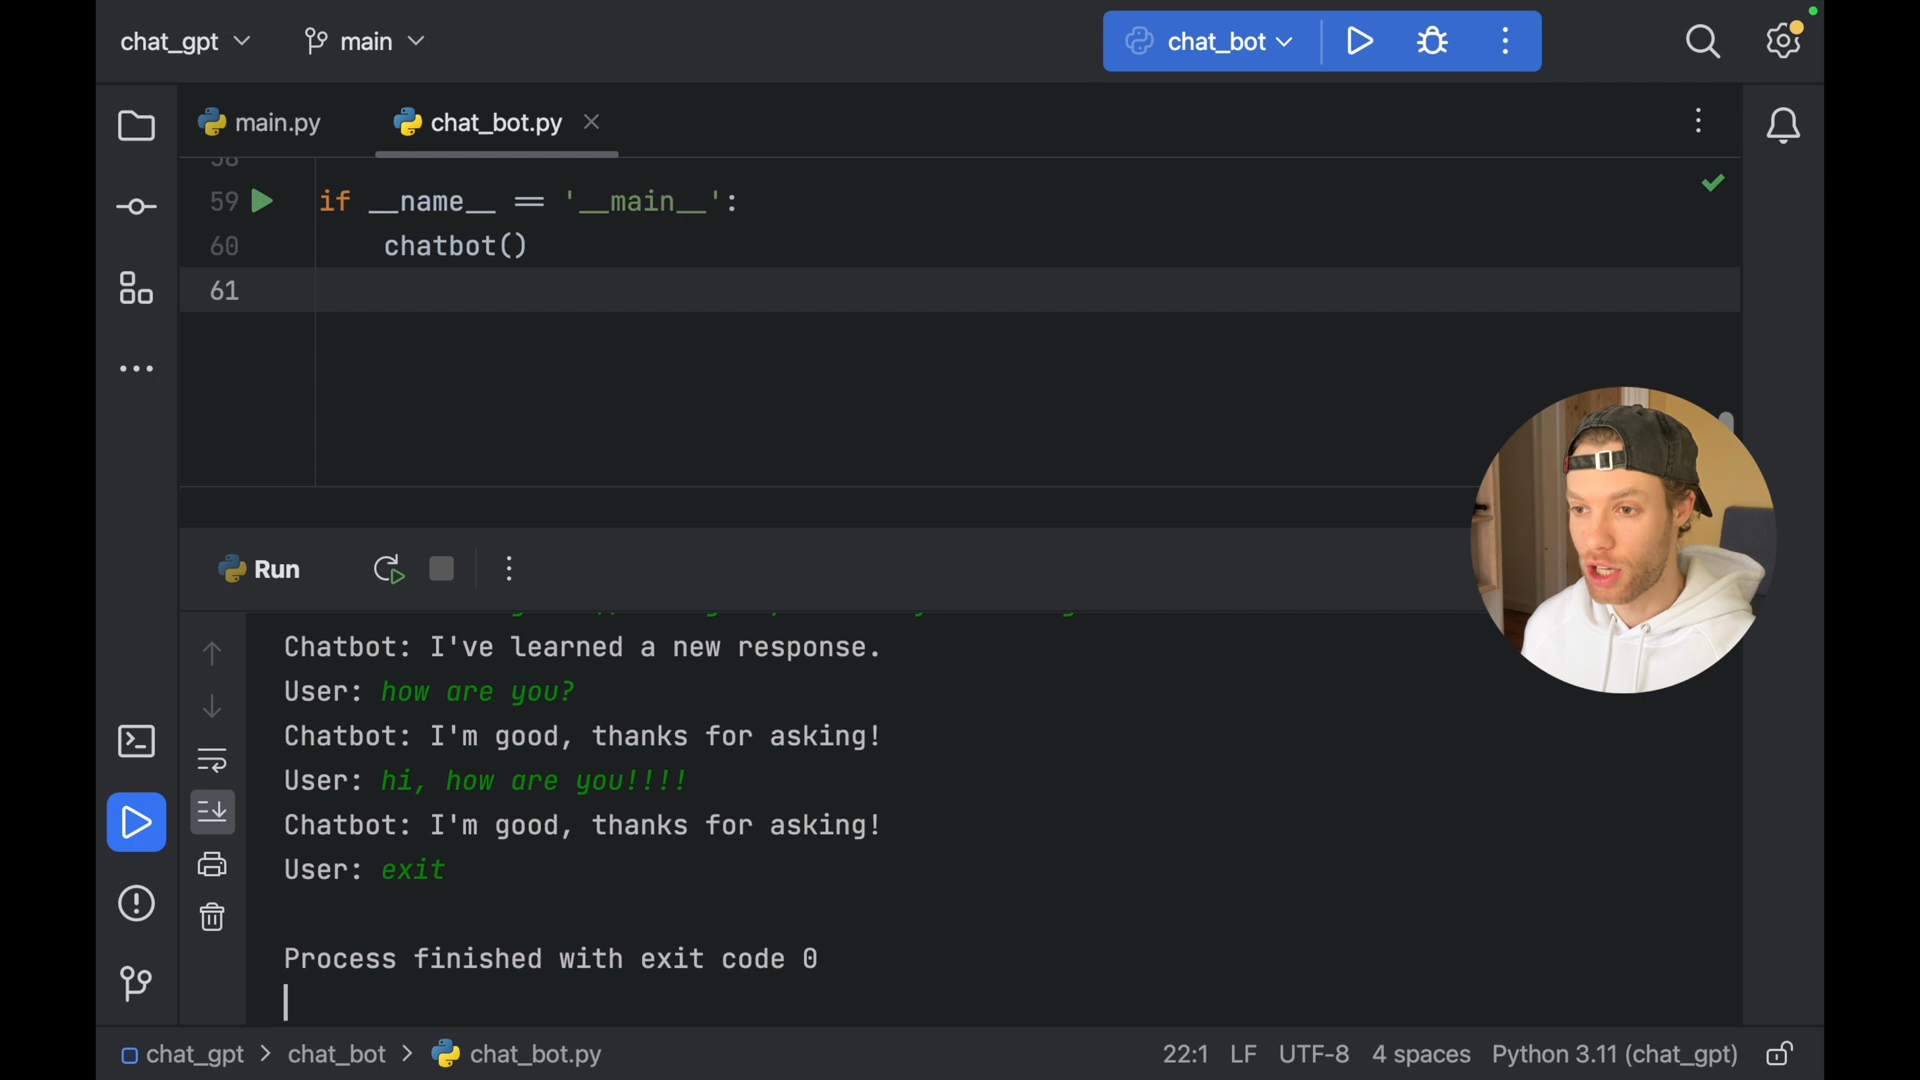 chat_gpt
main
chat_bot
main.py
chat_bot.py
58
59 if __name__ == '__main__':
60 chatbot()
61
Run
Chatbot: I've learned a new response.
User: how are you?
Chatbot: I'm good, thanks for asking!
User: hi, how are you!!!!
Chatbot: I'm good, thanks for asking!
User: exit
Process finished with exit code 0
chat_gpt > chat_bot > chat_bot.py
22:1 LF UTF-8 4 spaces Python 3.11 (chat_gpt)